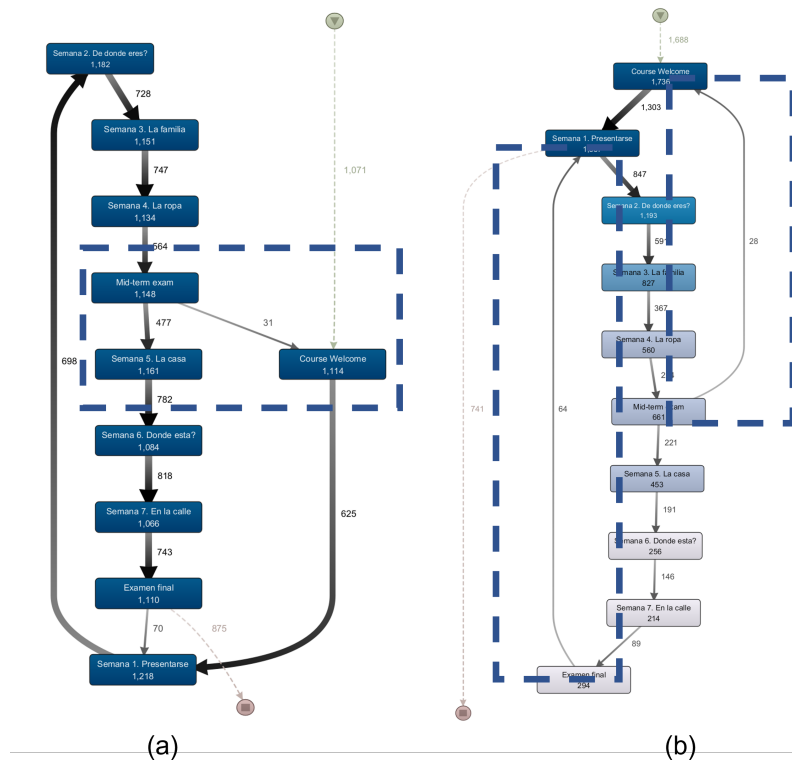 Semana 2. De donde eres?
1,182
728
Semana 3. La familia
1,151
747
1,071
Semana 4. La ropa
1,134
564
Mid-term exam
1,148
477
31
698
Semana 5. La casa
1,161
Course Welcome
1,114
782
Semana 6. Donde esta?
1,084
818
Semana 7. En la calle
1,066
625
743
Examen final
1,110
70
875
Semana 1. Presentarse
1,218
(a)
1,688
Course Welcome
1,736
1,303
Semana 1. Presentarse
847
Semana 2. De donde eres?
1,193
591
28
Semana 3. La familia
827
367
Semana 4. La ropa
560
Mid-term exam
661
741
64
221
Semana 5. La casa
453
191
Semana 6. Donde esta?
256
146
Semana 7. En la calle
214
89
Examen final
294
(b)